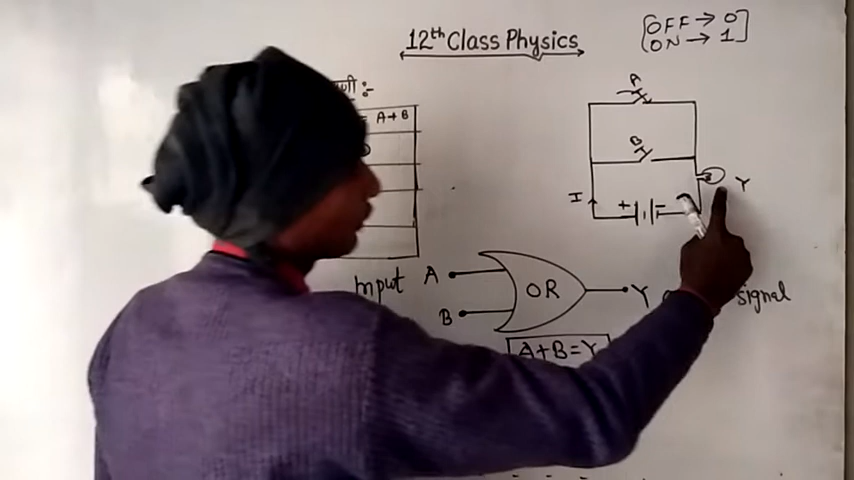 12th Class Physics
OFF → 0
ON → 1
A + B
A
B
I
+ -
Y
Input A
B
OR
Y
signal
A+B=Y